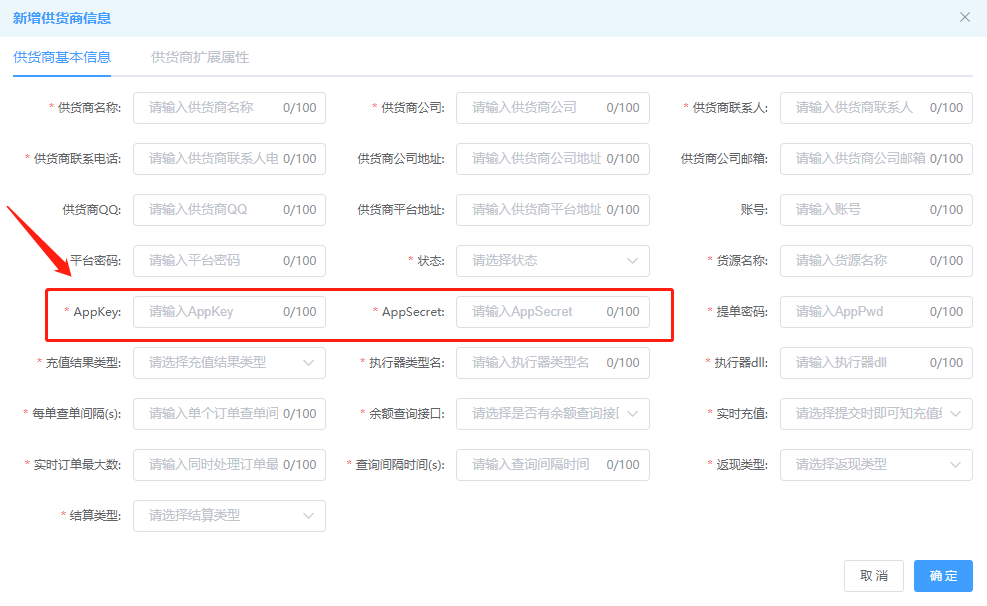 新增供货商信息
供货商基本信息 供货商扩展属性
* 供货商名称: 请输入供货商名称 0/100 * 供货商公司: 请输入供货商公司 0/100 * 供货商联系人: 请输入供货商联系人 0/100
* 供货商联系电话: 请输入供货商联系人电 0/100 供货商公司地址: 请输入供货商公司地址 0/100 供货商公司邮箱: 请输入供货商公司邮箱 0/100
供货商QQ: 请输入供货商QQ 0/100 供货商平台地址: 请输入供货商平台地址 0/100 账号: 请输入账号 0/100
平台密码: 请输入平台密码 0/100 * 状态: 请选择状态 * 货源名称: 请输入货源名称 0/100
* AppKey: 请输入AppKey 0/100 * AppSecret: 请输入AppSecret 0/100 * 提单密码: 请输入AppPwd 0/100
* 充值结果类型: 请选择充值结果类型 * 执行器类型名: 请输入执行器类型名 0/100 * 执行器dll: 请输入执行器dll 0/100
* 每单查单间隔(s): 请输入单个订单查单间 0/100 * 余额查询接口: 请选择是否有余额查询接 * 实时充值: 请选择提交时即可知充值
* 实时订单最大数: 请输入同时处理订单最 0/100 * 查询间隔时间(s): 请输入查询间隔时间 0/100 * 返现类型: 请选择返现类型
* 结算类型: 请选择结算类型
取消 确定